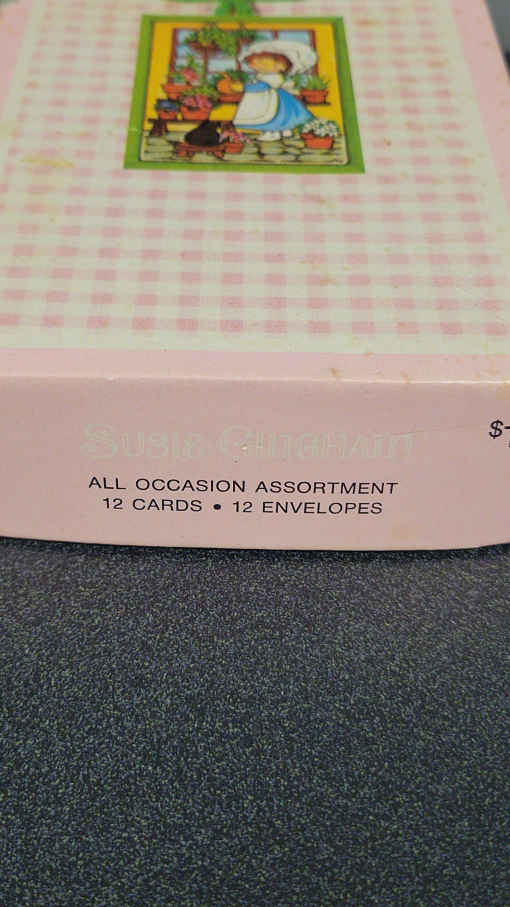 SUSIE GINGHAM
$
ALL OCCASION ASSORTMENT
12 CARDS • 12 ENVELOPES